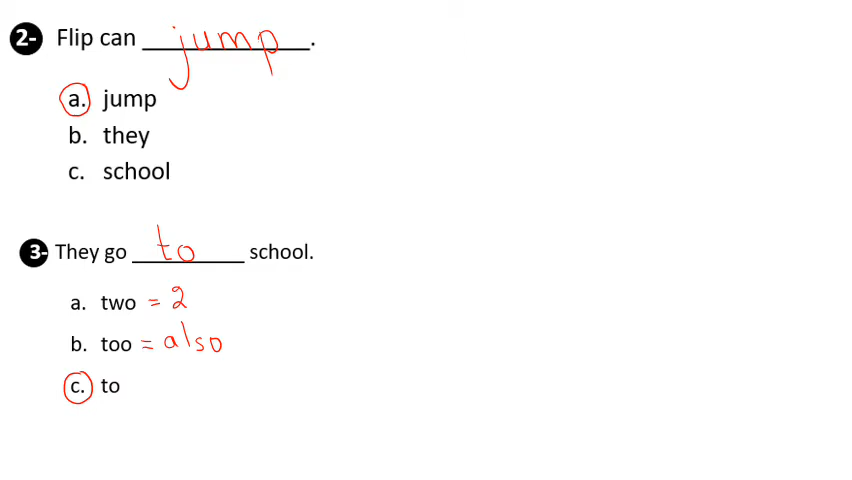 2- Flip can jump.
a. jump
b. they
c. school
3- They go to school.
a. two = 2
b. too = also
c. to